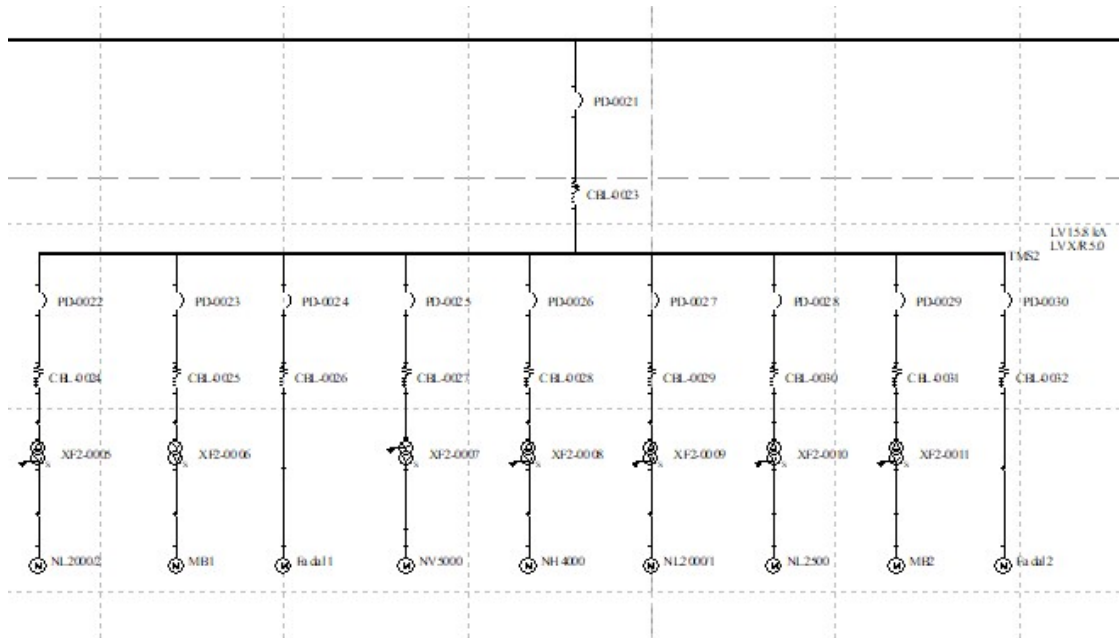 PD-0021
CBL-0023
LV 15.8 kA
LV X/R 5.0
TMS2
PD-0022 PD-0023 PD-0024 PD-0025 PD-0026 PD-0027 PD-0028 PD-0029 PD-0030
CBL-0024 CBL-0025 CBL-0026 CBL-0027 CBL-0028 CBL-0029 CBL-0030 CBL-0031 CBL-0032
XF2-0005 XF2-0006 XF2-0007 XF2-0008 XF2-0009 XF2-0010 XF2-0011
S S S S S S S
NL2000/2 MB1 Fadal1 NV5000 NH4000 NL2000/1 NL2500 MB2 Fadal2